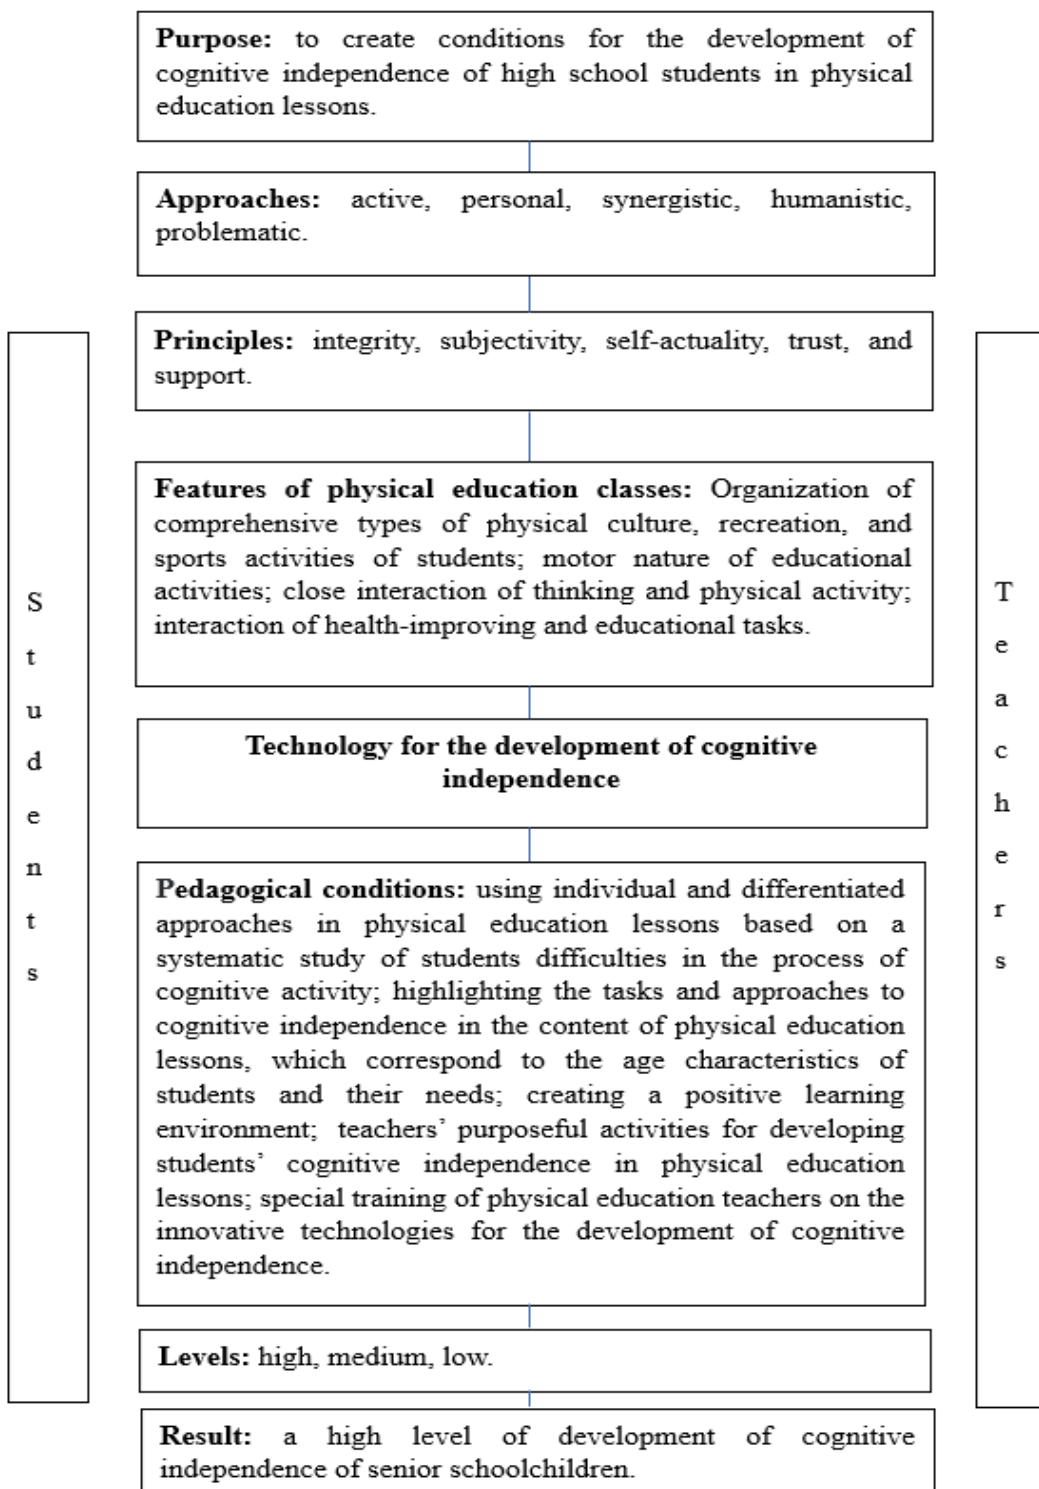 Purpose: to create conditions for the development of
cognitive independence of high school students in physical
education lessons.
Approaches: active, personal, synergistic, humanistic,
problematic.
Principles: integrity, subjectivity, self-actuality, trust, and
support.
Features of physical education classes: Organization of
comprehensive types of physical culture, recreation, and
sports activities of students; motor nature of educational
activities; close interaction of thinking and physical activity;
interaction of health-improving and educational tasks.
Technology for the development of cognitive
independence
Pedagogical conditions: using individual and differentiated
approaches in physical education lessons based on a
systematic study of students difficulties in the process of
cognitive activity; highlighting the tasks and approaches to
cognitive independence in the content of physical education
lessons, which correspond to the age characteristics of
students and their needs; creating a positive learning
environment; teachers’ purposeful activities for developing
students’ cognitive independence in physical education
lessons; special training of physical education teachers on the
innovative technologies for the development of cognitive
independence.
Levels: high, medium, low.
Result: a high level of development of cognitive
independence of senior schoolchildren.
Students
Teachers